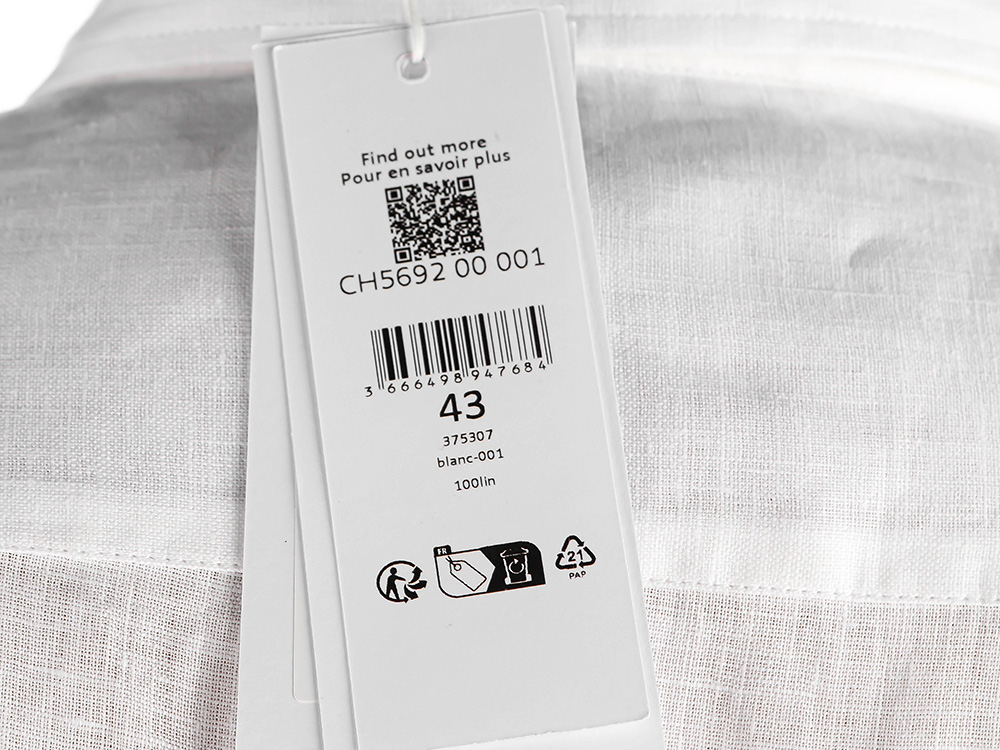 Find out more
Pour en savoir plus
CH5692 00 001
3 666498 947684
43
375307
blanc-001
100lin
FR
21
PAP